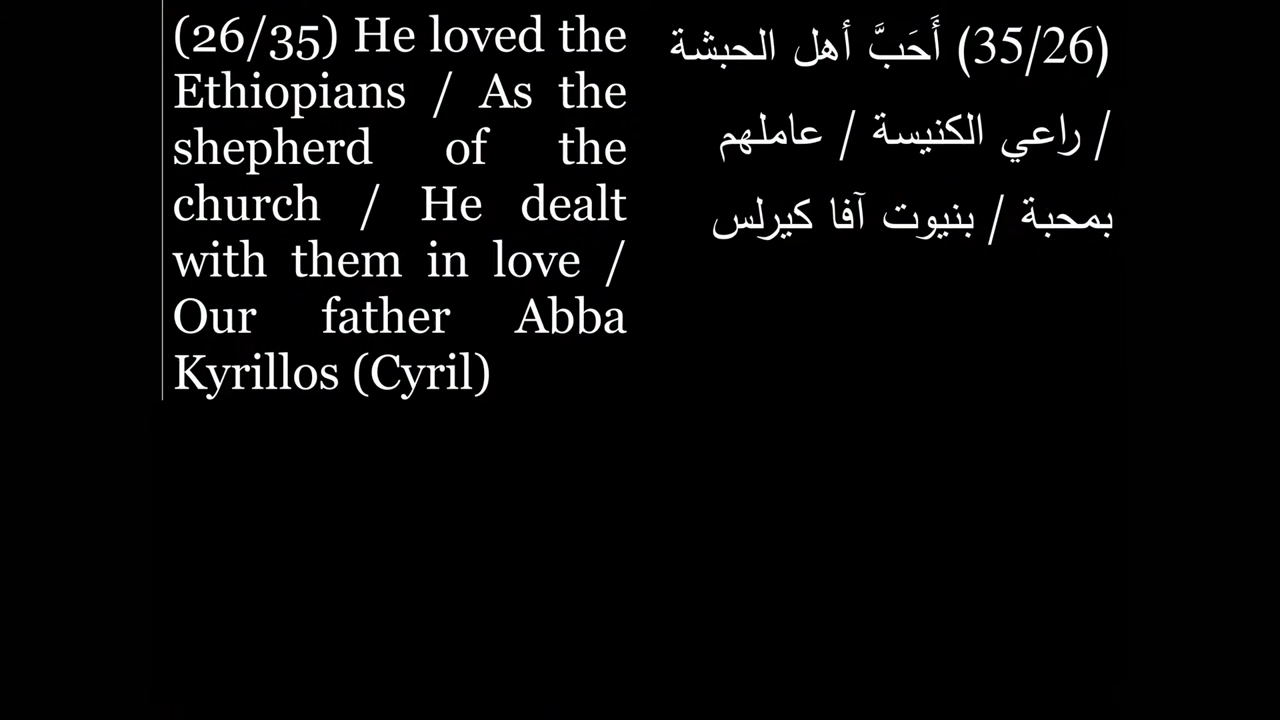 (26/35) He loved the
Ethiopians / As the
shepherd of the
church / He dealt
with them in love /
Our father Abba
Kyrillos (Cyril)
(35/26) أَحَبَّ أهل الحبشة
/ راعي الكنيسة / عاملهم
بمحبة / بنيوت آفا كيرلس